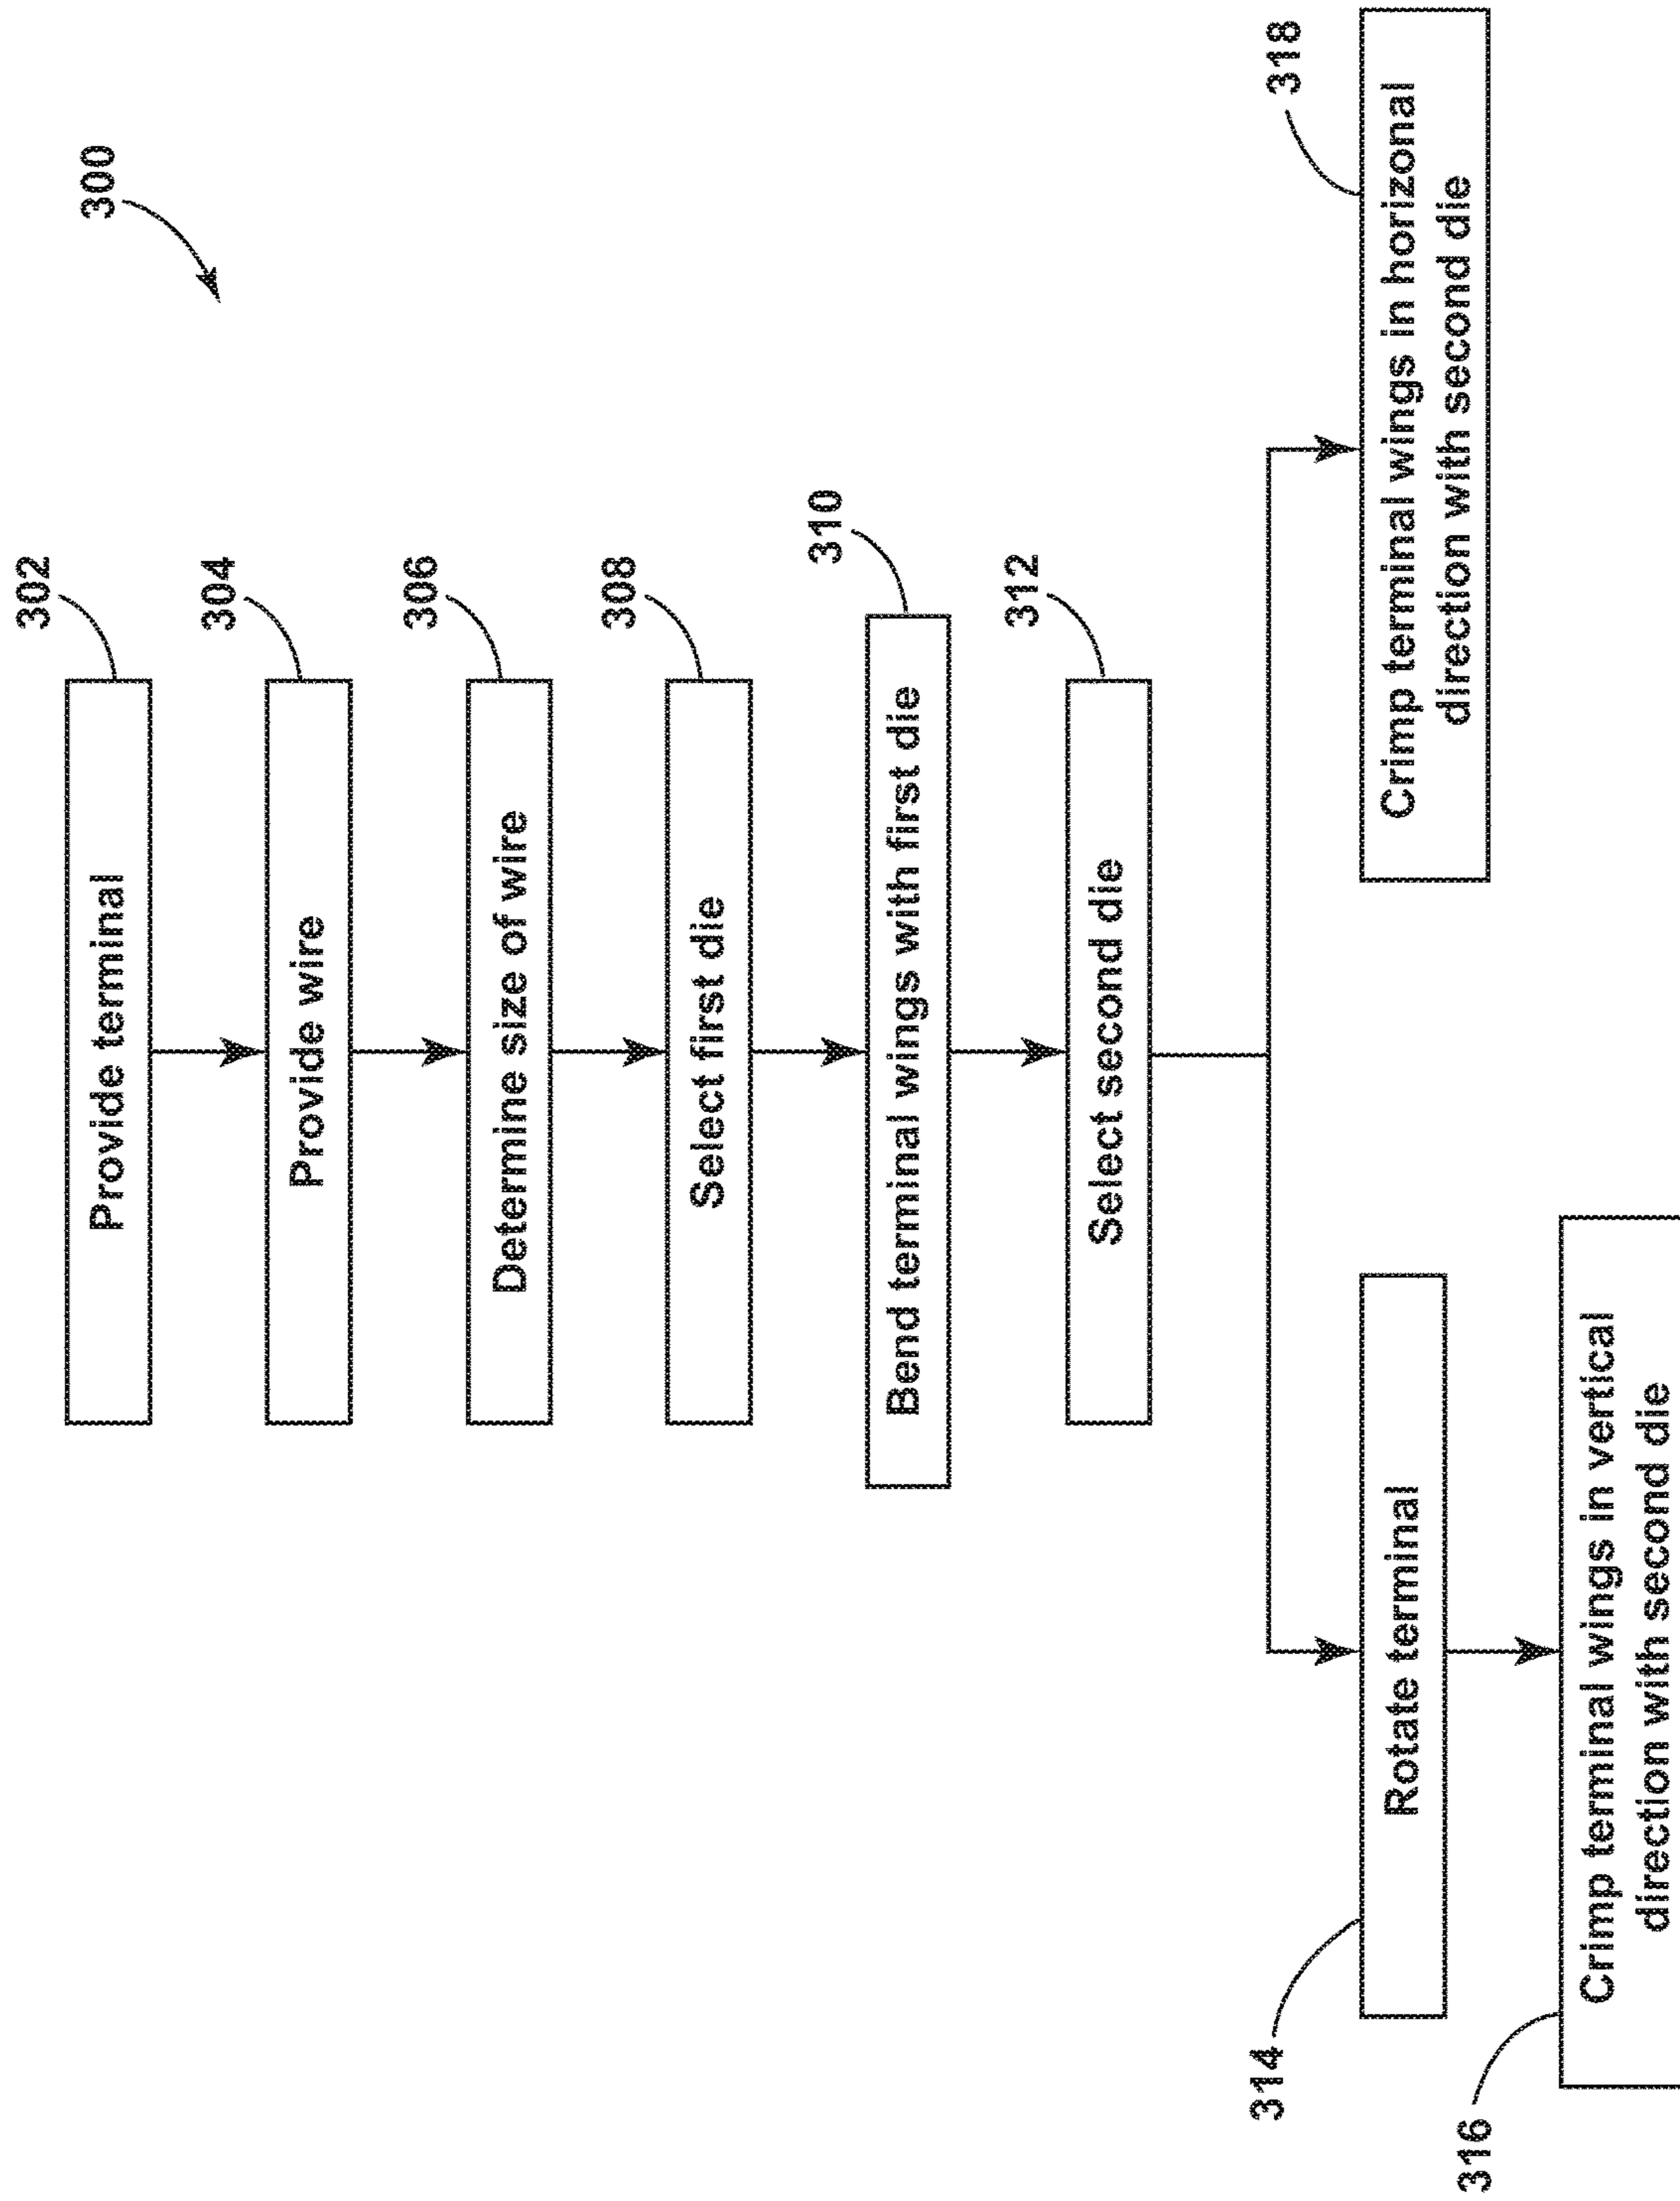 300
302
Provide terminal
304
Provide wire
306
Determine size of wire
308
Select first die
310
Bend terminal wings with first die
312
Select second die
314
Rotate terminal
316
Crimp terminal wings in vertical
direction with second die
318
Crimp terminal wings in horizonal
direction with second die